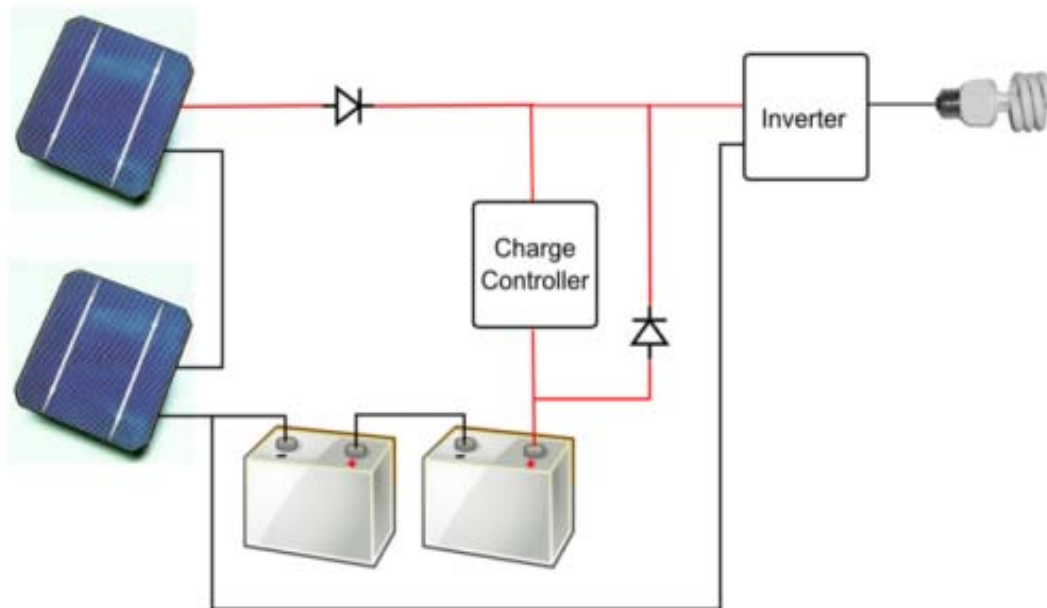 Inverter
Charge
Controller
-
+
-
+